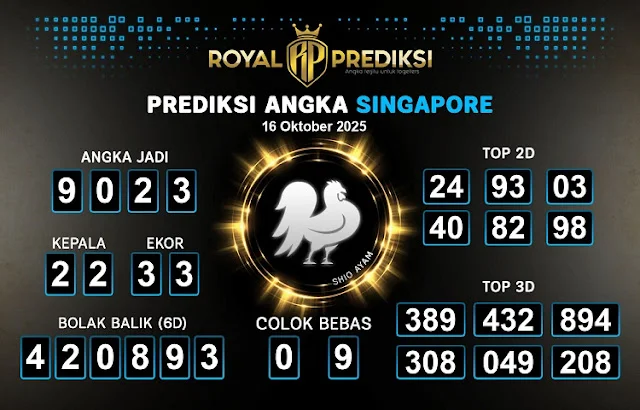 ROYAL RP PREDIKSI
Angka regu untuk togelers
PREDIKSI ANGKA SINGAPORE
16 Oktober 2025
ANGKA JADI
9 0 2 3
KEPALA EKOR
2 2 3 3
BOLAK BALIK (6D)
4 2 0 8 9 3
SHIO AYAM
COLOK BEBAS
0 9
TOP 2D
24 93 03
40 82 98
TOP 3D
389 432 894
308 049 208